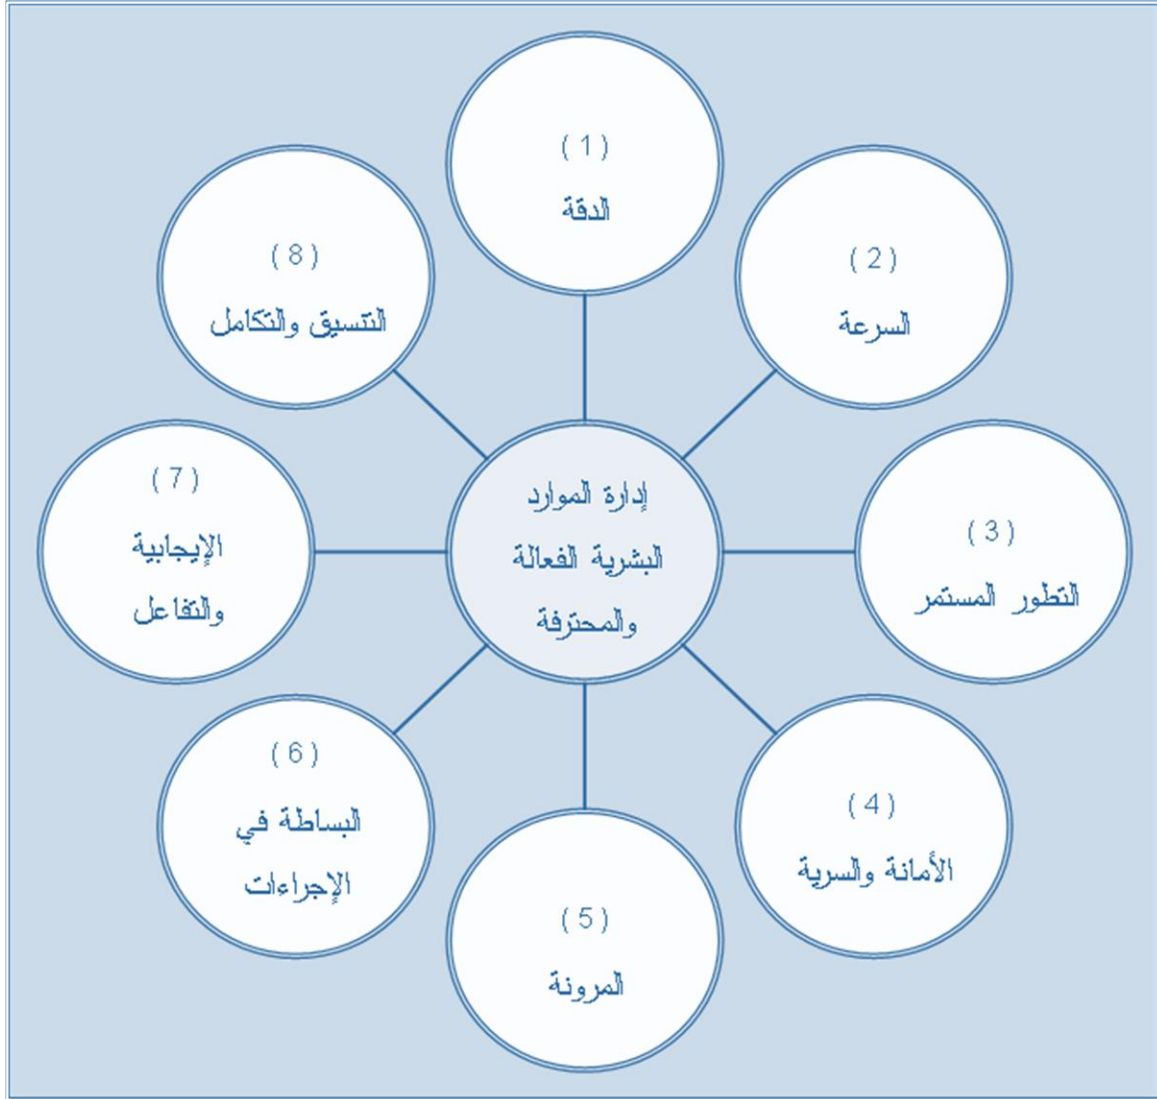 إدارة الموارد
البشرية الفعالة
والمحترفة
( 1 )
الدقة
( 2 )
السرعة
( 3 )
التطور المستمر
( 4 )
الأمانة والسرية
( 5 )
المرونة
( 6 )
البساطة في
الإجراءات
( 7 )
الإيجابية
والتفاعل
( 8 )
التنسيق والتكامل